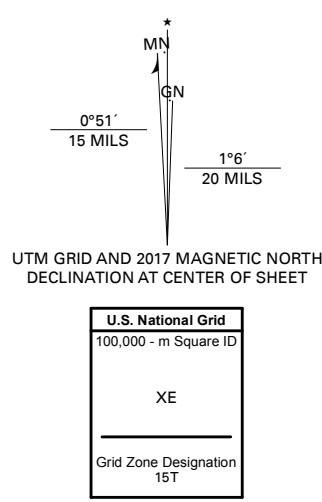 MN
GN
0°51´
15 MILS
1°6´
20 MILS
UTM GRID AND 2017 MAGNETIC NORTH
DECLINATION AT CENTER OF SHEET
U.S. National Grid
100,000 - m Square ID
XE
Grid Zone Designation
15T